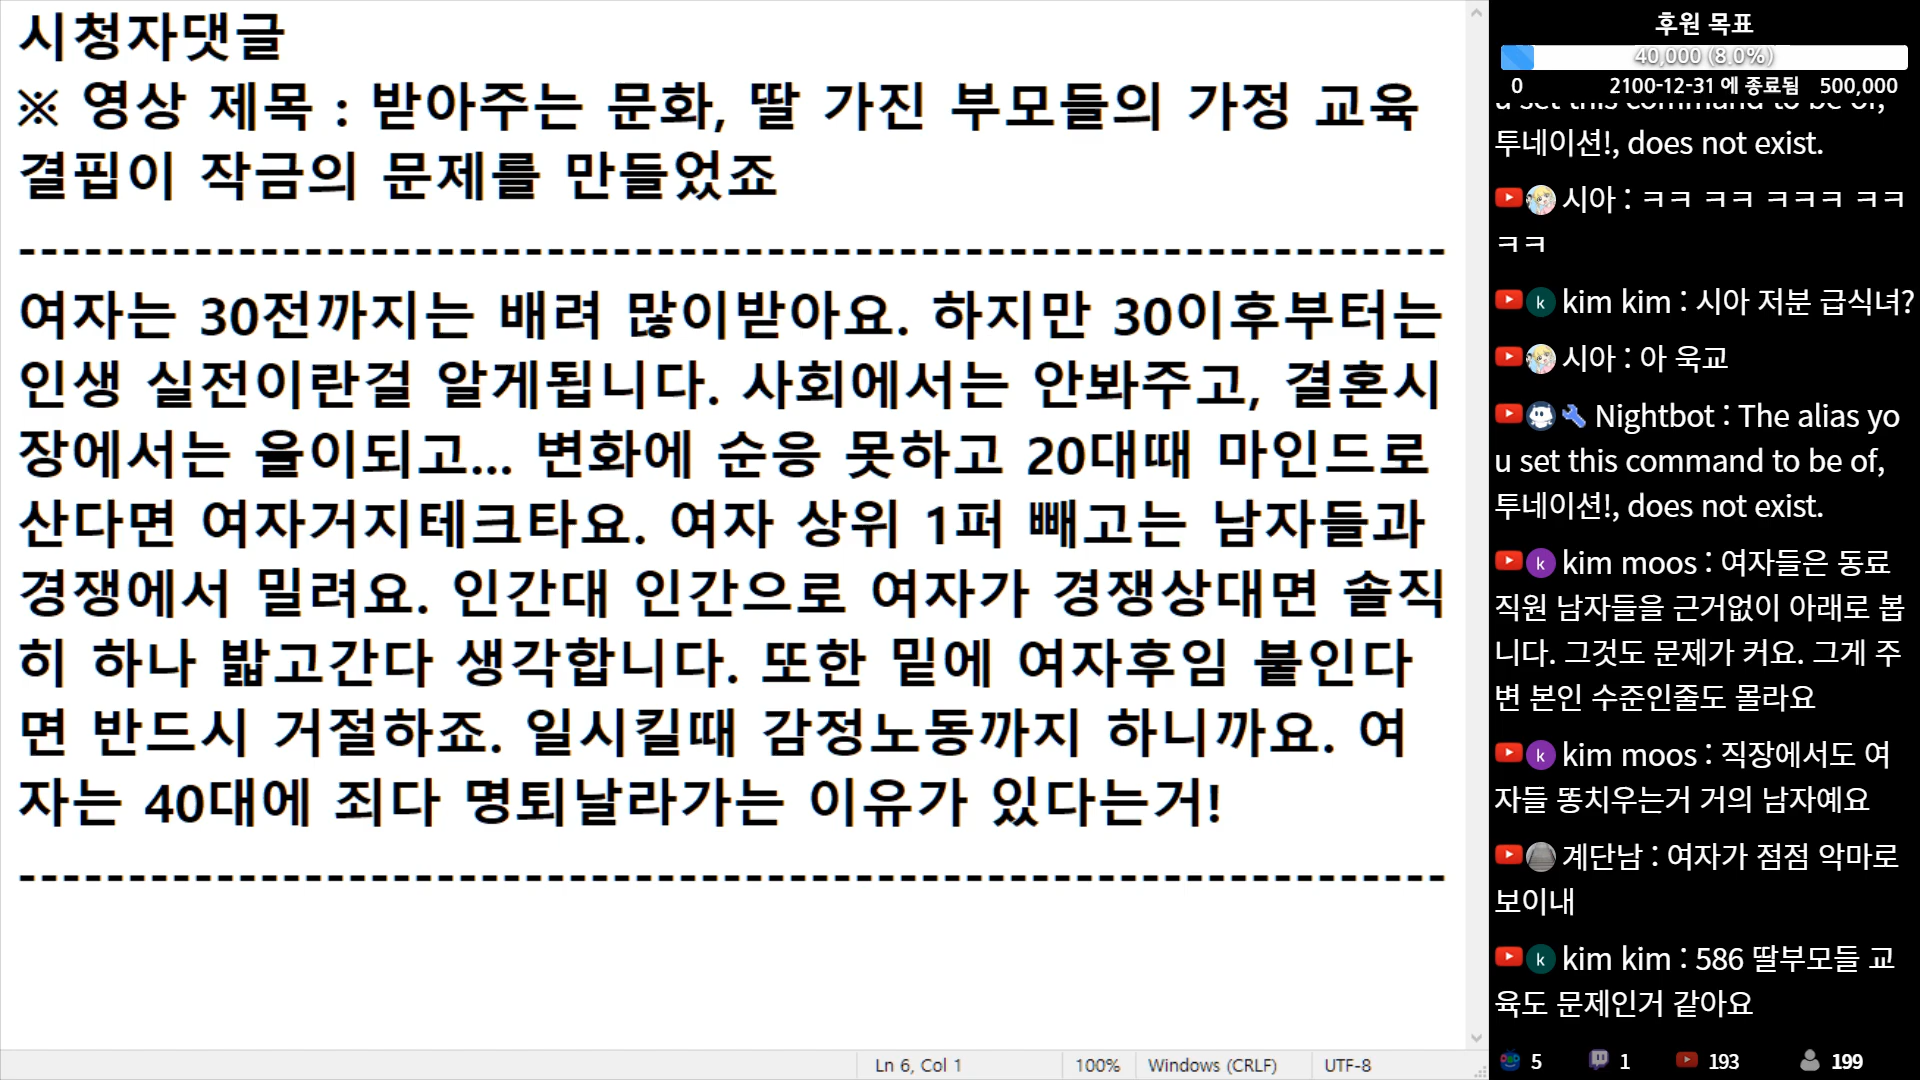 시청자댓글
※ 영상 제목 : 받아주는 문화, 딸 가진 부모들의 가정 교육
결핍이 작금의 문제를 만들었죠
--------------------------------------------------------------------
여자는 30전까지는 배려 많이받아요. 하지만 30이후부터는
인생 실전이란걸 알게됩니다. 사회에서는 안봐주고, 결혼시
장에서는 을이되고... 변화에 순응 못하고 20대때 마인드로
산다면 여자거지테크타요. 여자 상위 1퍼 빼고는 남자들과
경쟁에서 밀려요. 인간대 인간으로 여자가 경쟁상대면 솔직
히 하나 밟고간다 생각합니다. 또한 밑에 여자후임 붙인다
면 반드시 거절하죠. 일시킬때 감정노동까지 하니까요. 여
자는 40대에 죄다 명퇴날라가는 이유가 있다는거!
--------------------------------------------------------------------
Ln 6, Col 1
100%
Windows (CRLF)
UTF-8
후원 목표
40,000 (8.0%)
0 2100-12-31 에 종료됨 500,000
u set this command to be of,
투네이션!, does not exist.
시아 : ㅋㅋ ㅋㅋ ㅋㅋㅋ ㅋㅋ
ㅋㅋ
k kim kim : 시아 저분 급식녀?
시아 : 아 욱교
Nightbot : The alias yo
u set this command to be of,
투네이션!, does not exist.
k kim moos : 여자들은 동료
직원 남자들을 근거없이 아래로 봅
니다. 그것도 문제가 커요. 그게 주
변 본인 수준인줄도 몰라요
k kim moos : 직장에서도 여
자들 똥치우는거 거의 남자예요
계단남 : 여자가 점점 악마로
보이내
k kim kim : 586 딸부모들 교
육도 문제인거 같아요
5 1 193 199